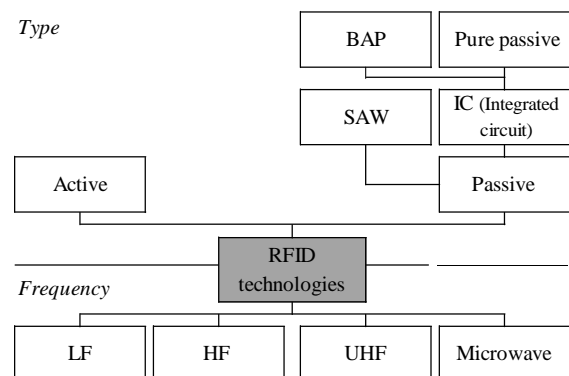 Type
BAP
Pure passive
SAW
IC (Integrated
circuit)
Active
Passive
RFID
technologies
Frequency
LF
HF
UHF
Microwave